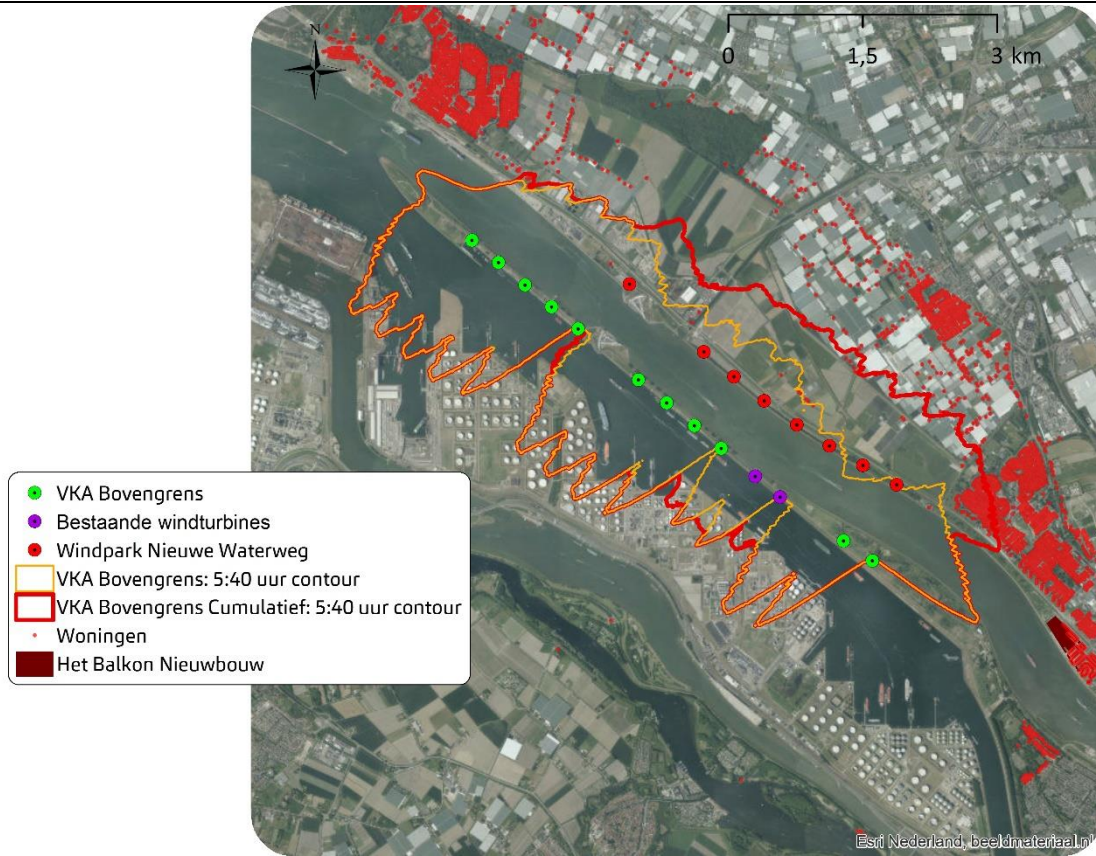 N
0 1,5 3 km
VKA Bovengrens
Bestaande windturbines
Windpark Nieuwe Waterweg
VKA Bovengrens: 5:40 uur contour
VKA Bovengrens Cumulatief: 5:40 uur contour
Woningen
Het Balkon Nieuwbouw
Esri Nederland, beeldmateriaal.nl